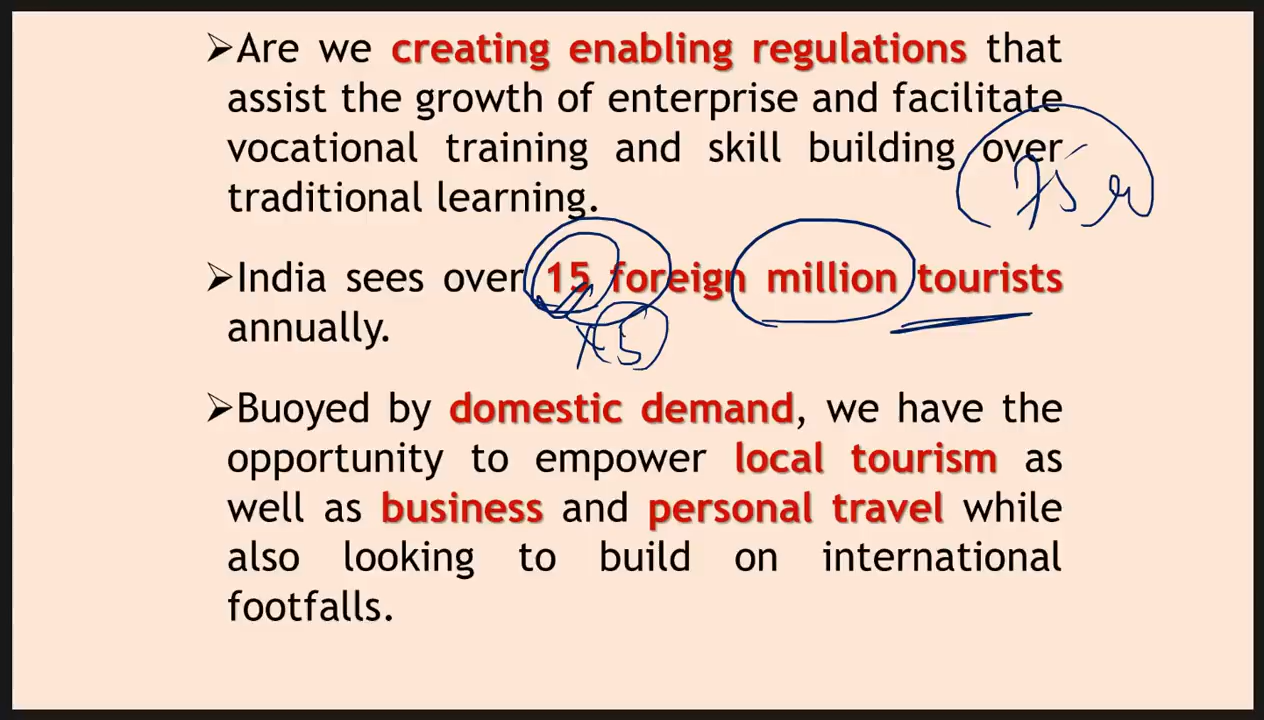 ➢Are we creating enabling regulations that
assist the growth of enterprise and facilitate
vocational training and skill building over
traditional learning.
75
➢India sees over 15 foreign million tourists
annually.
×5
➢Buoyed by domestic demand, we have the
opportunity to empower local tourism as
well as business and personal travel while
also looking to build on international
footfalls.